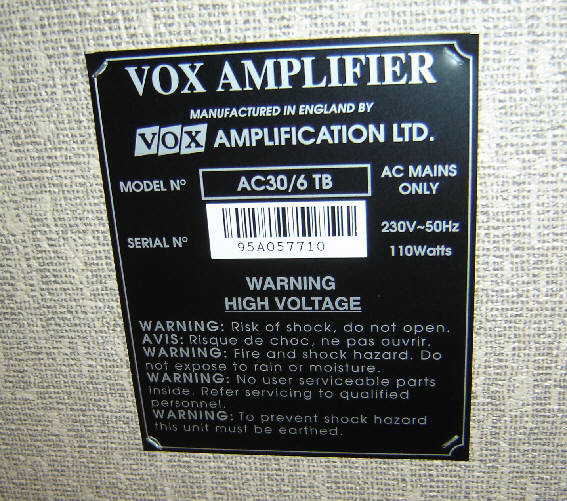 VOX AMPLIFIER
MANUFACTURED IN ENGLAND BY
VOX AMPLIFICATION LTD.
MODEL Nº AC30/6 TB AC MAINS ONLY
SERIAL Nº 95A057710 230V~50Hz 110Watts
WARNING
HIGH VOLTAGE
WARNING: Risk of shock, do not open.
AVIS: Risque de choc, ne pas ouvrir.
WARNING: Fire and shock hazard. Do
not expose to rain or moisture.
WARNING: No user serviceable parts
inside. Refer servicing to qualified
personnel.
WARNING: To prevent shock hazard
this unit must be earthed.